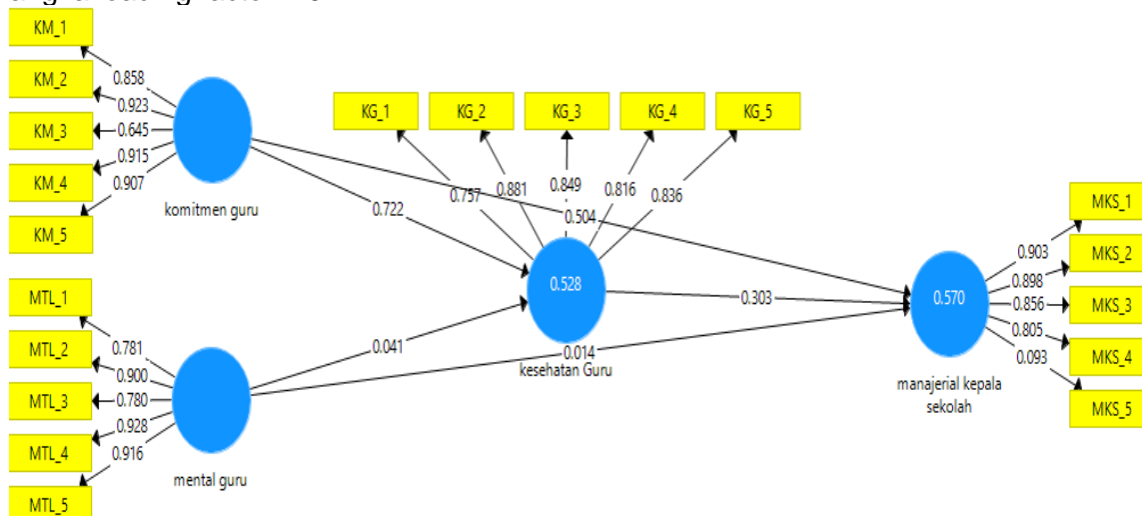 KM_1
KM_2
KM_3
KM_4
KM_5
0.858
0.923
0.645
0.915
0.907
komitmen guru
MTL_1
MTL_2
MTL_3
MTL_4
MTL_5
0.781
0.900
0.780
0.928
0.916
mental guru
KG_1
KG_2
KG_3
KG_4
KG_5
0.757
0.881
0.849
0.816
0.836
0.722
0.504
0.041
0.014
0.303
0.528
kesehatan Guru
0.570
manajerial kepala
sekolah
0.903
0.898
0.856
0.805
0.093
MKS_1
MKS_2
MKS_3
MKS_4
MKS_5